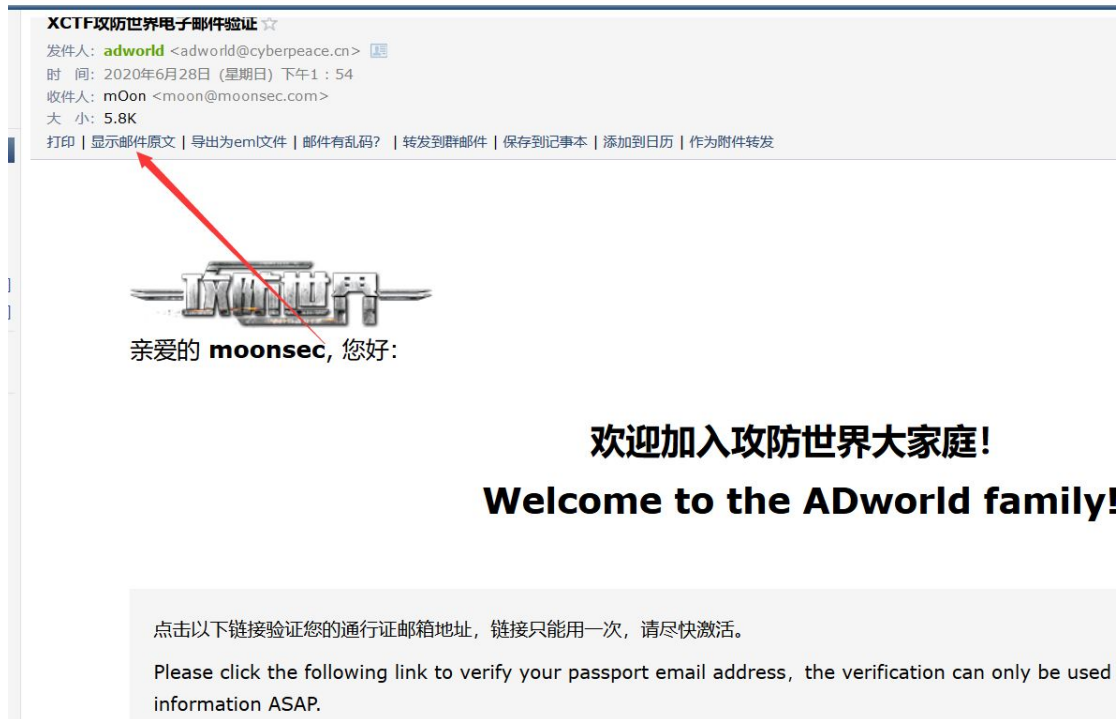 XCTF攻防世界电子邮件验证 ☆
发件人：adworld <adworld@cyberpeace.cn>
时 间：2020年6月28日 (星期日) 下午1：54
收件人：mOon <moon@moonsec.com>
大 小：5.8K
打印 | 显示邮件原文 | 导出为eml文件 | 邮件有乱码? | 转发到群邮件 | 保存到记事本 | 添加到日历 | 作为附件转发
攻防世界
亲爱的 moonsec, 您好：
欢迎加入攻防世界大家庭！
Welcome to the ADworld family!
点击以下链接验证您的通行证邮箱地址，链接只能用一次，请尽快激活。
Please click the following link to verify your passport email address，the verification can only be used
information ASAP.